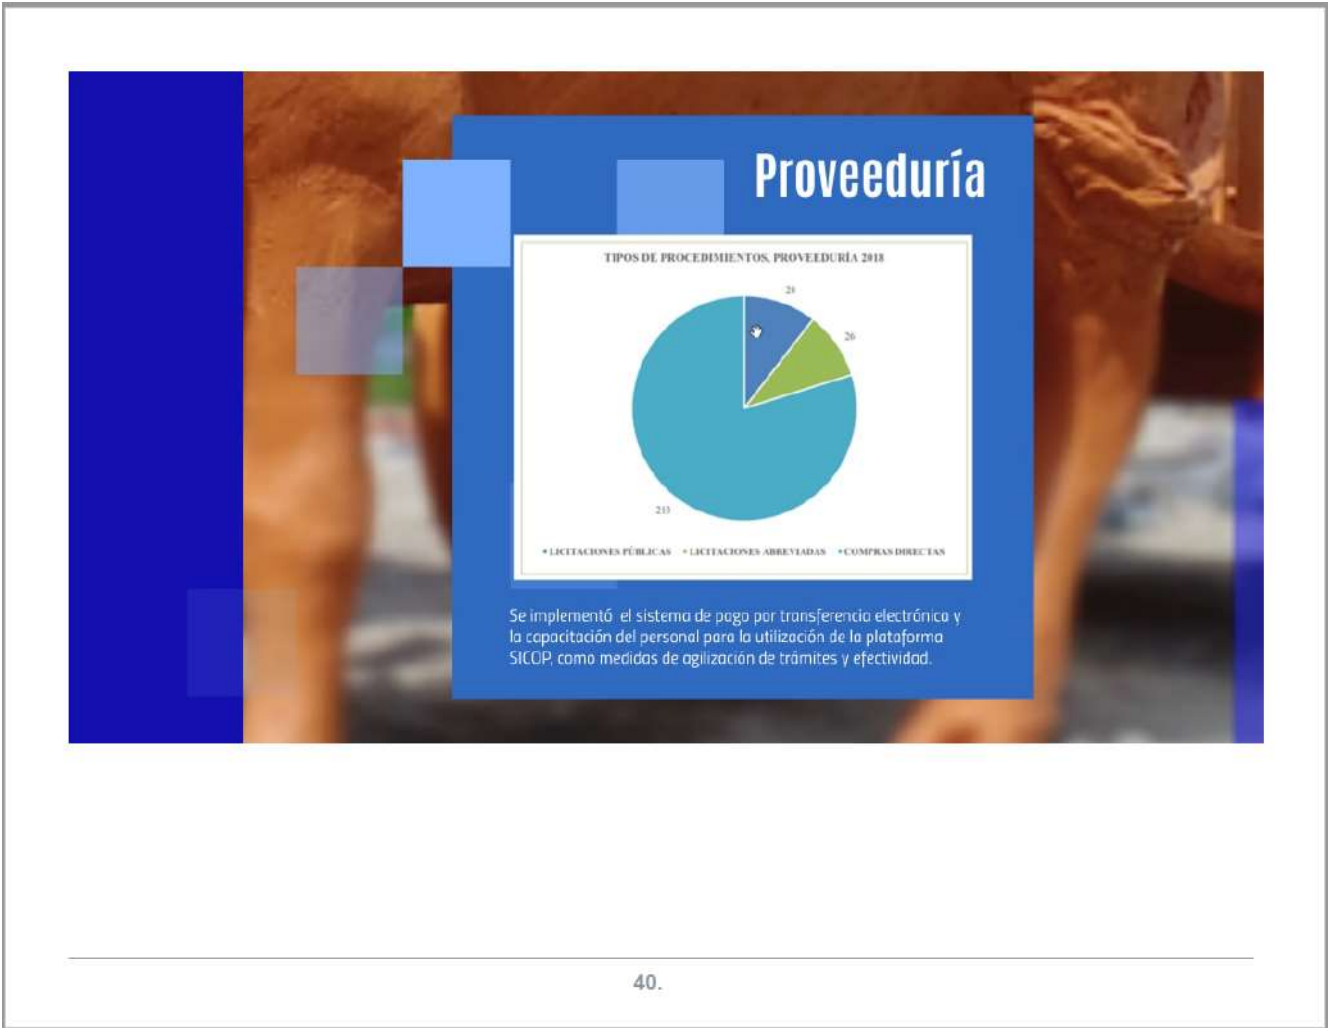 Proveeduría
TIPOS DE PROCEDIMIENTOS, PROVEEDURÍA 2018
28
26
213
LICITACIONES PÚBLICAS LICITACIONES ABREVIADAS COMPRAS DIRECTAS
Se implementó el sistema de pago por transferencia electrónica y
la capacitación del personal para la utilización de la plataforma
SICOP, como medidas de agilización de trámites y efectividad.
40.